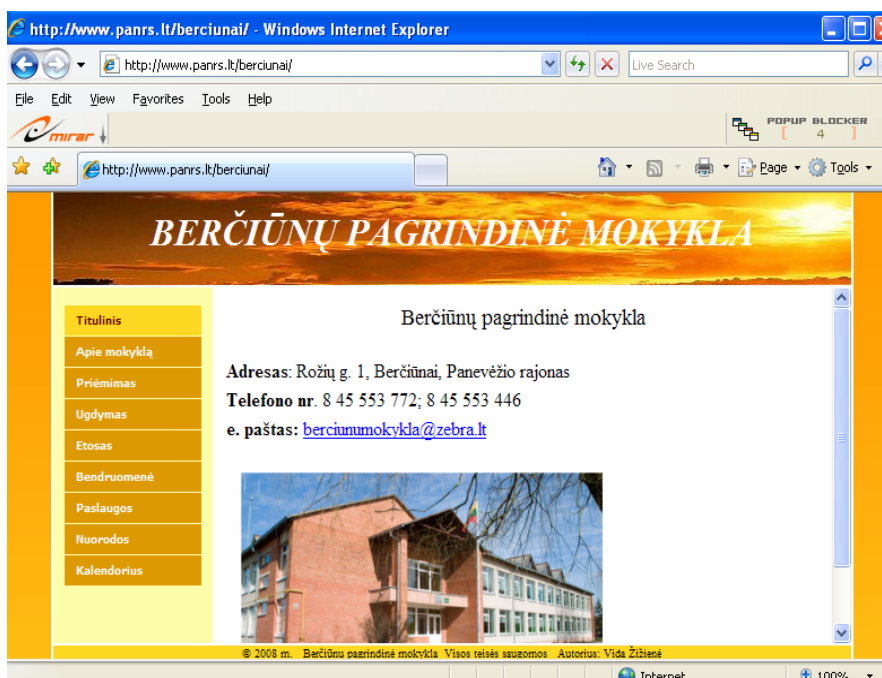 http://www.panrs.lt/berciunai/ - Windows Internet Explorer
http://www.panrs.lt/berciunai/ Live Search
File Edit View Favorites Tools Help
mirar POPUP BLOCKER
[ 4 ]
http://www.panrs.lt/berciunai/ Page Tools
BERČIŪNŲ PAGRINDINĖ MOKYKLA
Titulinis
Apie mokyklą
Priėmimas
Ugdymas
Etosas
Bendruomenė
Paslaugos
Nuorodos
Kalendorius
Berčiūnų pagrindinė mokykla
Adresas: Rožių g. 1, Berčiūnai, Panevėžio rajonas
Telefono nr. 8 45 553 772; 8 45 553 446
e. paštas: berciunumokykla@zebra.lt
© 2008 m. Berčiūnų pagrindinė mokykla Visos teisės saugomos Autorius: Vida Žižienė
Internet 100%